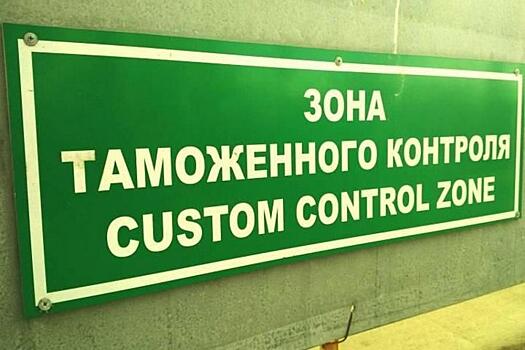 ЗОНА
ТАМОЖЕННОГО КОНТРОЛЯ
CUSTOM CONTROL ZONE